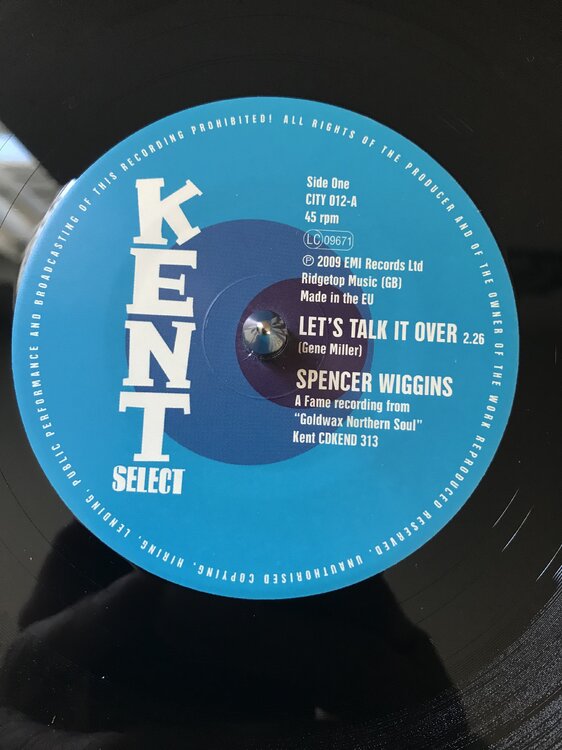 KENT
SELECT
Side One
CITY 012-A
45 rpm
LC 09671
℗ 2009 EMI Records Ltd
Ridgetop Music (GB)
Made in the EU
LET'S TALK IT OVER 2.26
(Gene Miller)
SPENCER WIGGINS
A Fame recording from
"Goldwax Northern Soul"
Kent CDKEND 313
ALL RIGHTS OF THE PRODUCER AND OF THE OWNER OF THE WORK REPRODUCED RESERVED. UNAUTHORISED COPYING, HIRING, LENDING, PUBLIC PERFORMANCE AND BROADCASTING OF THIS RECORDING PROHIBITED!